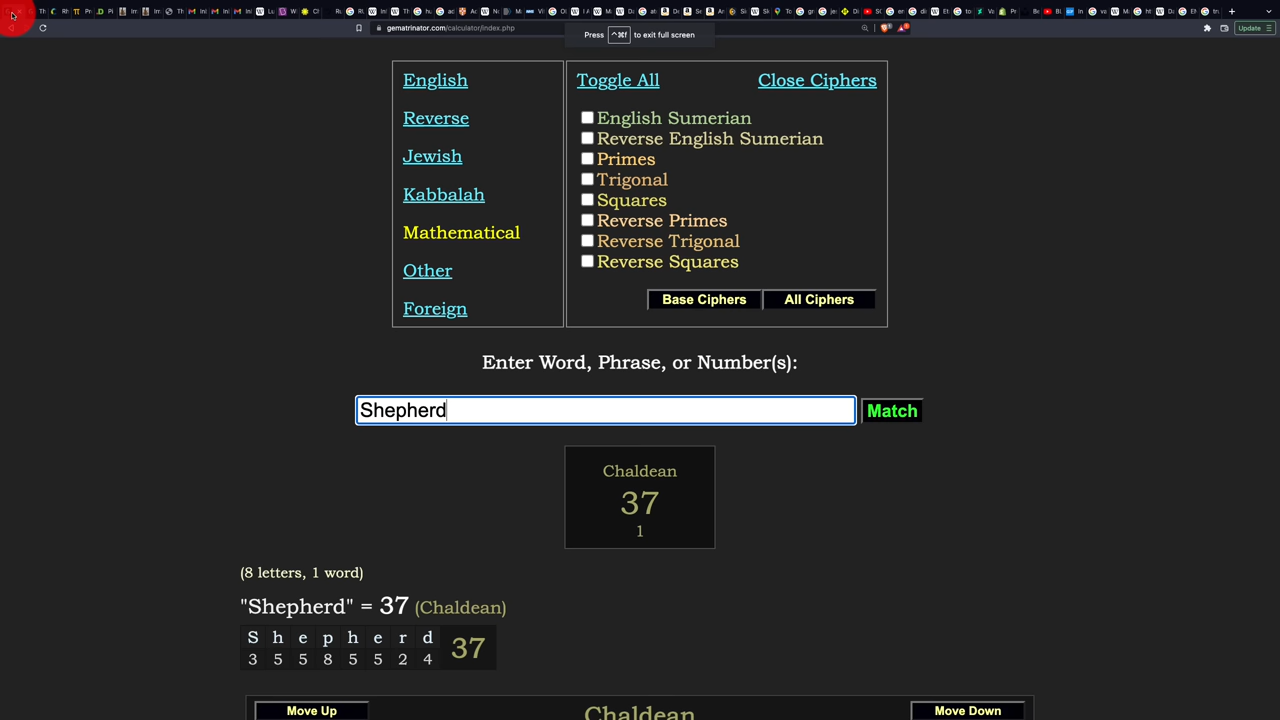 gematrinator.com/calculator/index.php
Update
Press ^⌘f to exit full screen
English
Reverse
Jewish
Kabbalah
Mathematical
Other
Foreign
Toggle All Close Ciphers
English Sumerian
Reverse English Sumerian
Primes
Trigonal
Squares
Reverse Primes
Reverse Trigonal
Reverse Squares
Base Ciphers All Ciphers
Enter Word, Phrase, or Number(s):
Shepherd Match
Chaldean
37
1
(8 letters, 1 word)
"Shepherd" = 37 (Chaldean)
S h e p h e r d 37
3 5 5 8 5 5 2 4
Move Up Chaldean Move Down